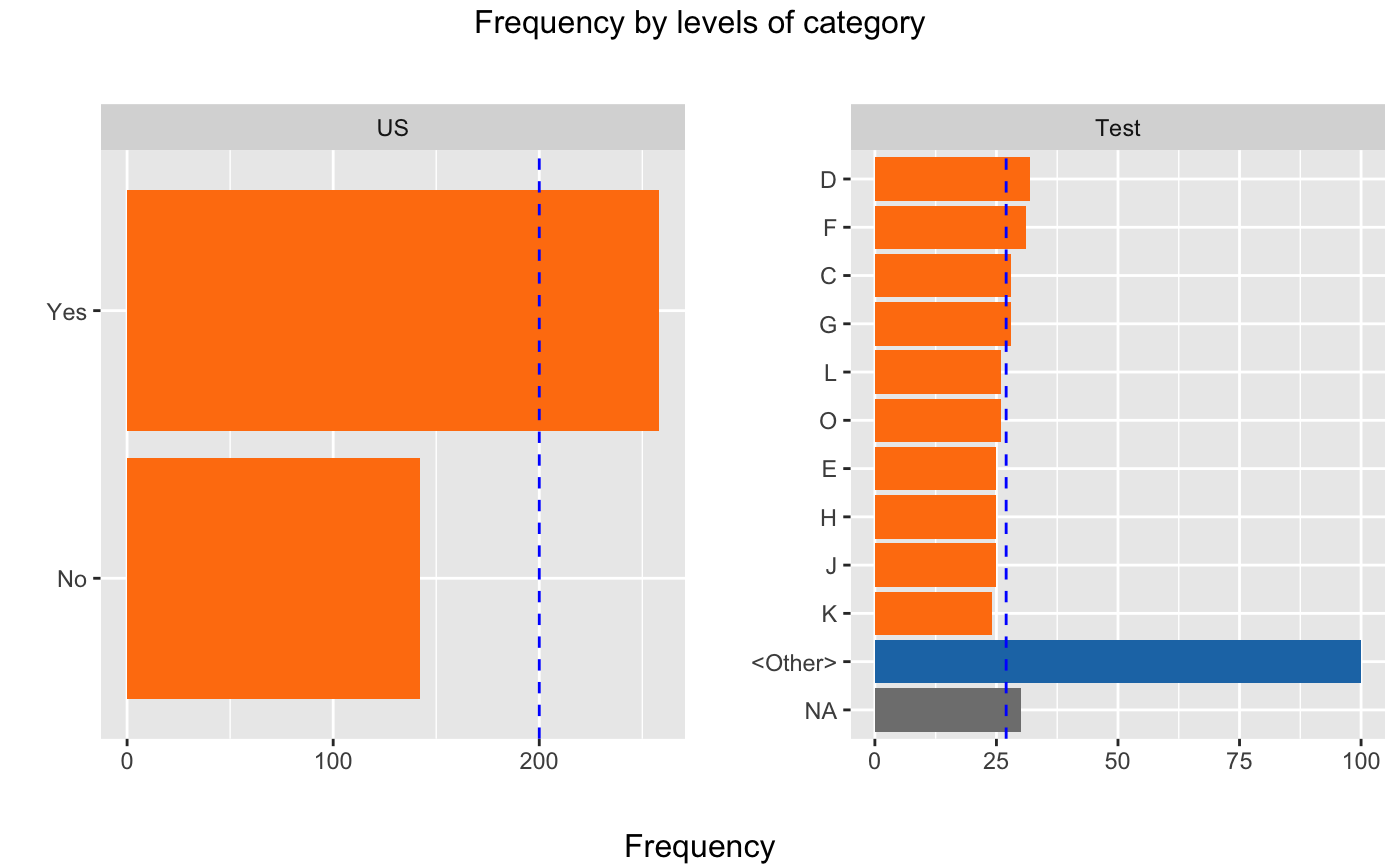 Frequency by levels of category
US
Yes
No
0 100 200
Test
D
F
C
G
L
O
E
H
J
K
<Other>
NA
0 25 50 75 100
Frequency